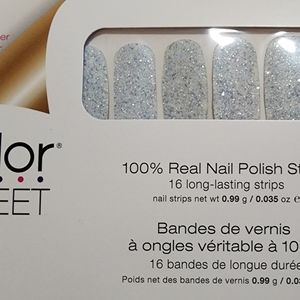 lor®
EET
100% Real Nail Polish St
16 long-lasting strips
nail strips net wt 0.99 g / 0.035 oz
Bandes de vernis
à ongles véritable à 10
16 bandes de longue durée
Poids net des bandes de vernis 0.99 g / 0.03